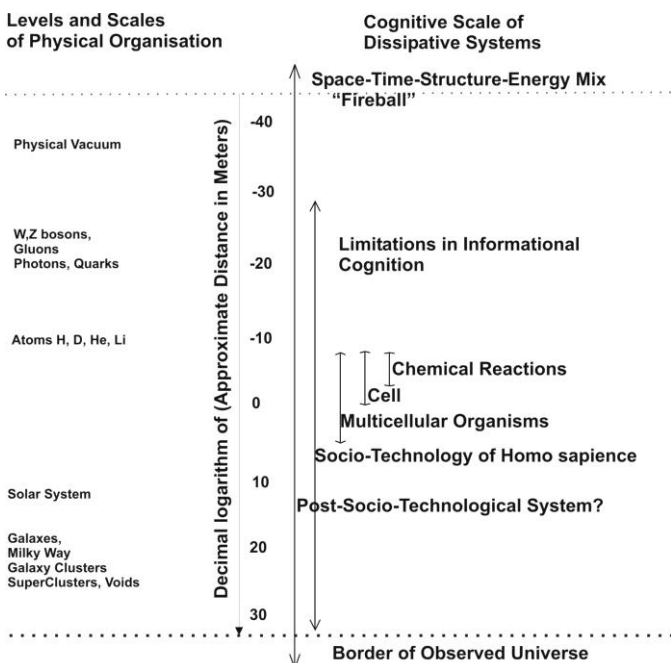 Levels and Scales
of Physical Organisation
Cognitive Scale of
Dissipative Systems
Space-Time-Structure-Energy Mix
“Fireball”
Physical Vacuum
W,Z bosons,
Gluons
Photons, Quarks
Atoms H, D, He, Li
Solar System
Galaxes,
Milky Way
Galaxy Clusters
SuperClusters, Voids
Decimal logarithm of (Approximate Distance in Meters)
-40
-30
-20
-10
0
10
20
30
Limitations in Informational
Cognition
Chemical Reactions
Cell
Multicellular Organisms
Socio-Technology of Homo sapience
Post-Socio-Technological System?
Border of Observed Universe